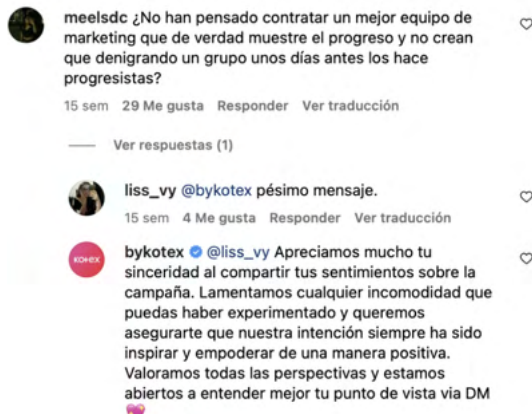 meelsdc ¿No han pensado contratar un mejor equipo de
marketing que de verdad muestre el progreso y no crean
que denigrando un grupo unos días antes los hace
progresistas?
15 sem 29 Me gusta Responder Ver traducción
Ver respuestas (1)
liss_vy @bykotex pésimo mensaje.
15 sem 4 Me gusta Responder Ver traducción
KOTEX
bykotex @liss_vy Apreciamos mucho tu
sinceridad al compartir tus sentimientos sobre la
campaña. Lamentamos cualquier incomodidad que
puedas haber experimentado y queremos
asegurarte que nuestra intención siempre ha sido
inspirar y empoderar de una manera positiva.
Valoramos todas las perspectivas y estamos
abiertos a entender mejor tu punto de vista via DM
💖